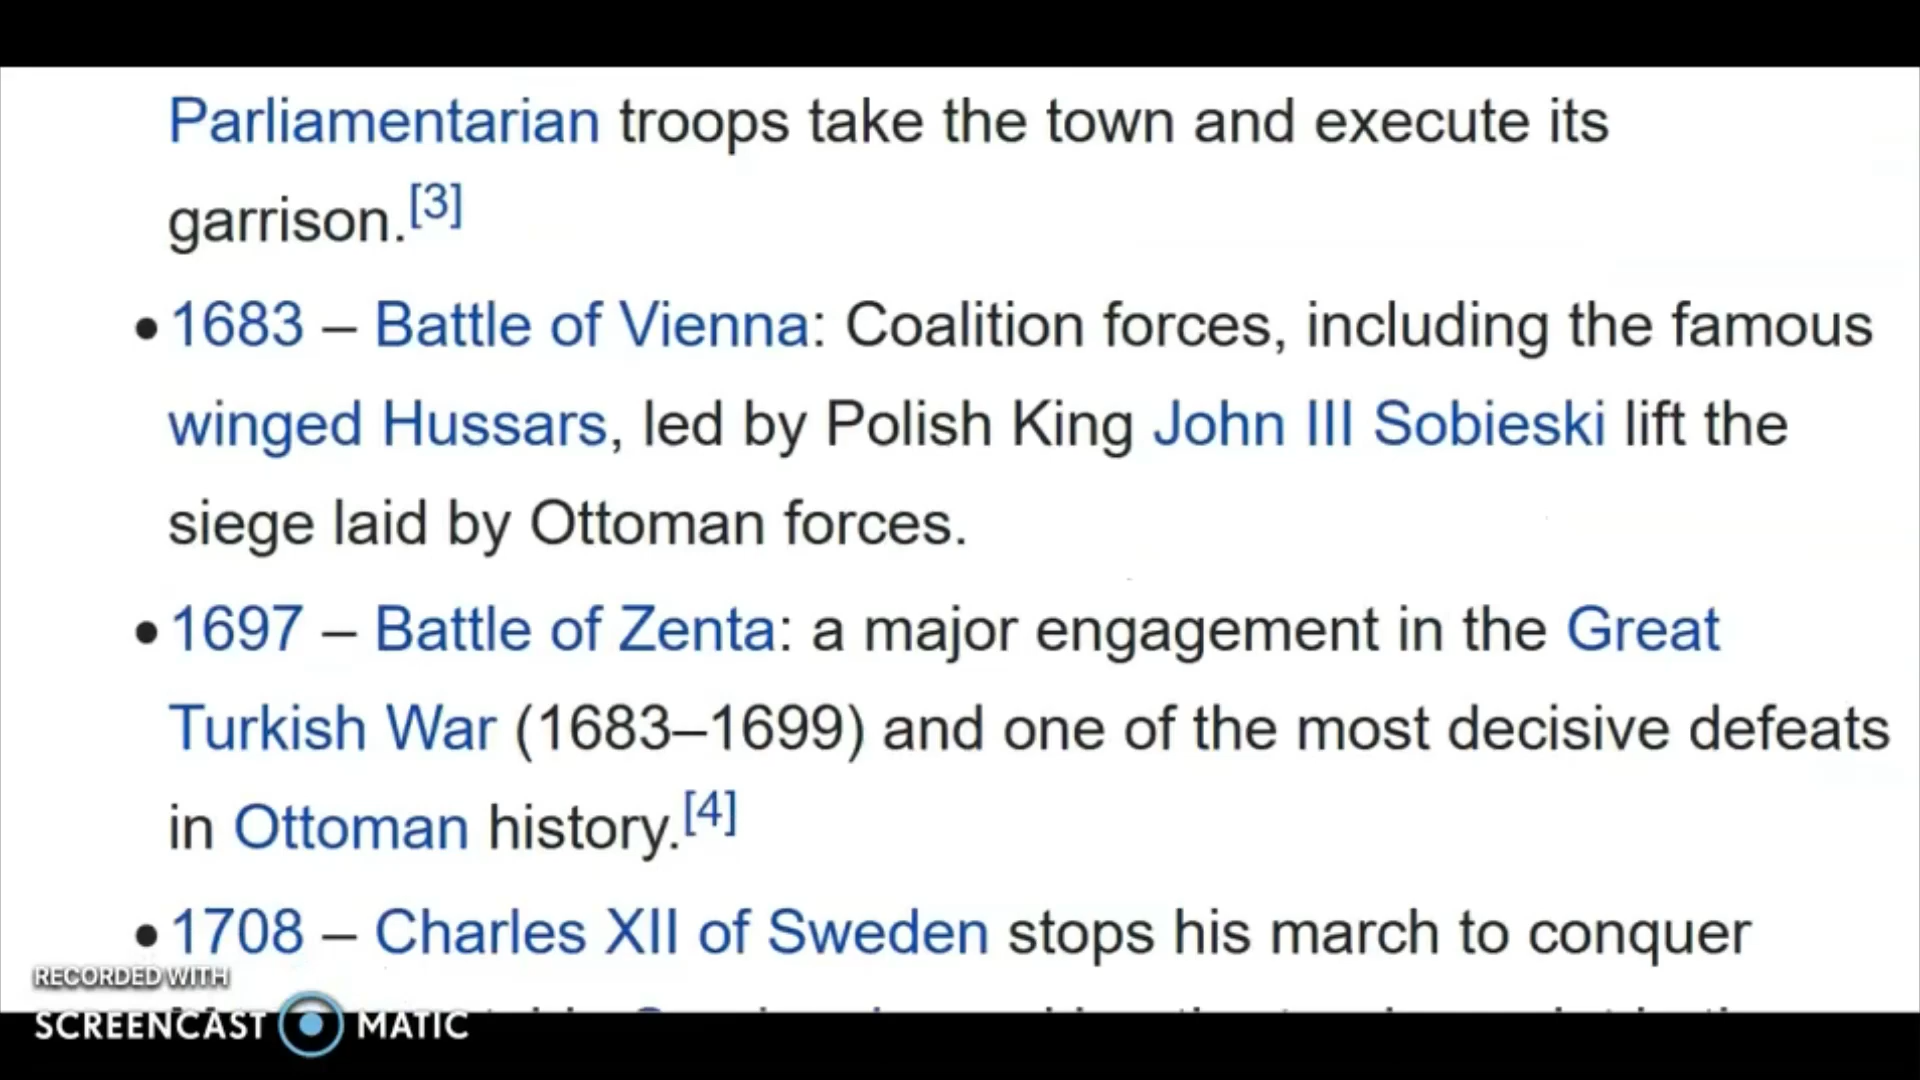 Parliamentarian troops take the town and execute its
garrison.[3]
• 1683 – Battle of Vienna: Coalition forces, including the famous
winged Hussars, led by Polish King John III Sobieski lift the
siege laid by Ottoman forces.
• 1697 – Battle of Zenta: a major engagement in the Great
Turkish War (1683–1699) and one of the most decisive defeats
in Ottoman history.[4]
• 1708 – Charles XII of Sweden stops his march to conquer
RECORDED WITH
SCREENCAST MATIC